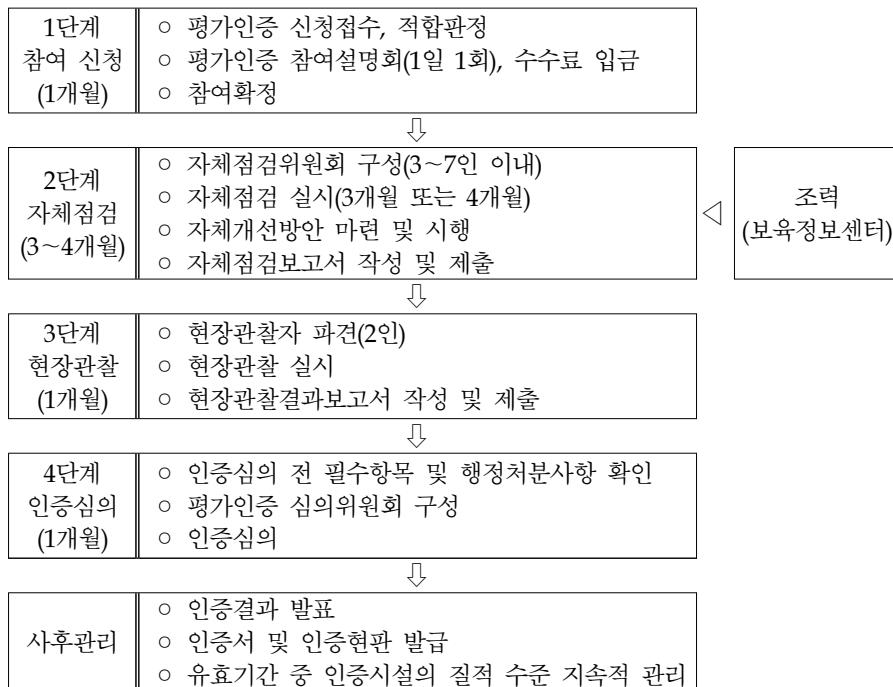 1단계
참여 신청
(1개월)
○ 평가인증 신청접수, 적합판정
○ 평가인증 참여설명회(1일 1회), 수수료 입금
○ 참여확정
⇩
2단계
자체점검
(3~4개월)
○ 자체점검위원회 구성(3~7인 이내)
○ 자체점검 실시(3개월 또는 4개월)
○ 자체개선방안 마련 및 시행
○ 자체점검보고서 작성 및 제출
◁
조력
(보육정보센터)
⇩
3단계
현장관찰
(1개월)
○ 현장관찰자 파견(2인)
○ 현장관찰 실시
○ 현장관찰결과보고서 작성 및 제출
⇩
4단계
인증심의
(1개월)
○ 인증심의 전 필수항목 및 행정처분사항 확인
○ 평가인증 심의위원회 구성
○ 인증심의
⇩
사후관리
○ 인증결과 발표
○ 인증서 및 인증현판 발급
○ 유효기간 중 인증시설의 질적 수준 지속적 관리